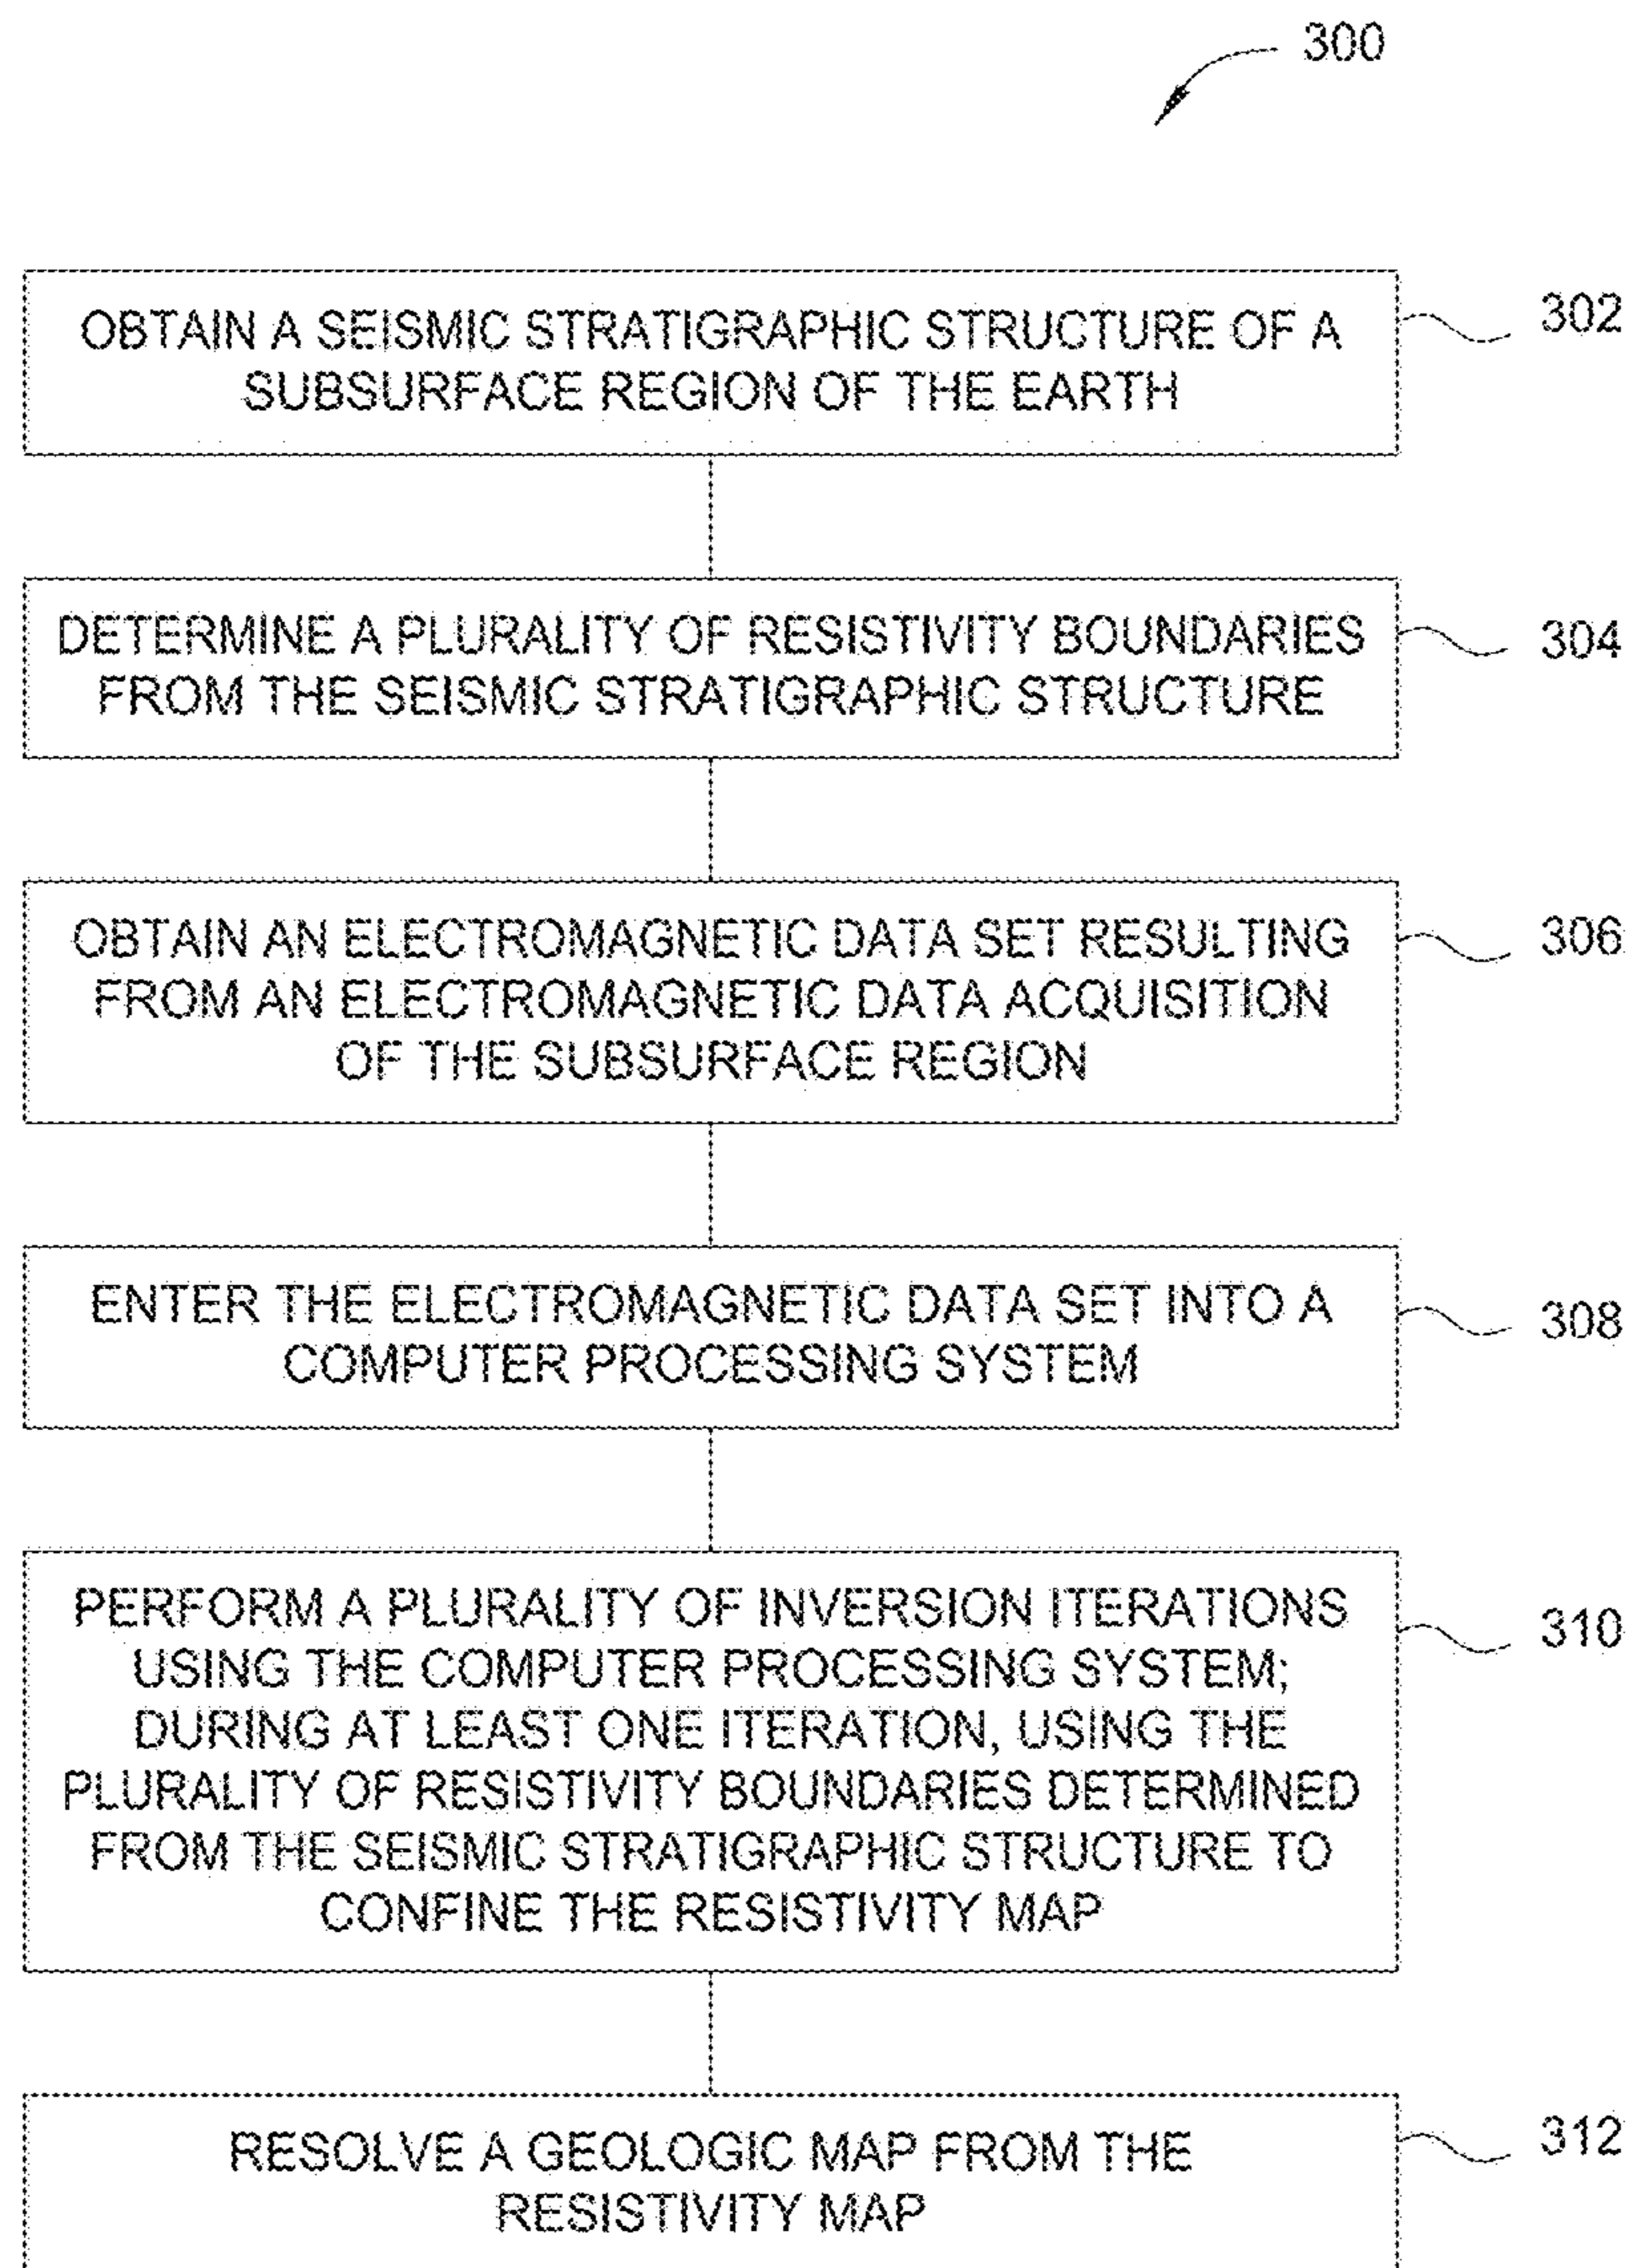 300
OBTAIN A SEISMIC STRATIGRAPHIC STRUCTURE OF A
SUBSURFACE REGION OF THE EARTH
302
DETERMINE A PLURALITY OF RESISTIVITY BOUNDARIES
FROM THE SEISMIC STRATIGRAPHIC STRUCTURE
304
OBTAIN AN ELECTROMAGNETIC DATA SET RESULTING
FROM AN ELECTROMAGNETIC DATA ACQUISITION
OF THE SUBSURFACE REGION
306
ENTER THE ELECTROMAGNETIC DATA SET INTO A
COMPUTER PROCESSING SYSTEM
308
PERFORM A PLURALITY OF INVERSION ITERATIONS
USING THE COMPUTER PROCESSING SYSTEM;
DURING AT LEAST ONE ITERATION, USING THE
PLURALITY OF RESISTIVITY BOUNDARIES DETERMINED
FROM THE SEISMIC STRATIGRAPHIC STRUCTURE TO
CONFINE THE RESISTIVITY MAP
310
RESOLVE A GEOLOGIC MAP FROM THE
RESISTIVITY MAP
312